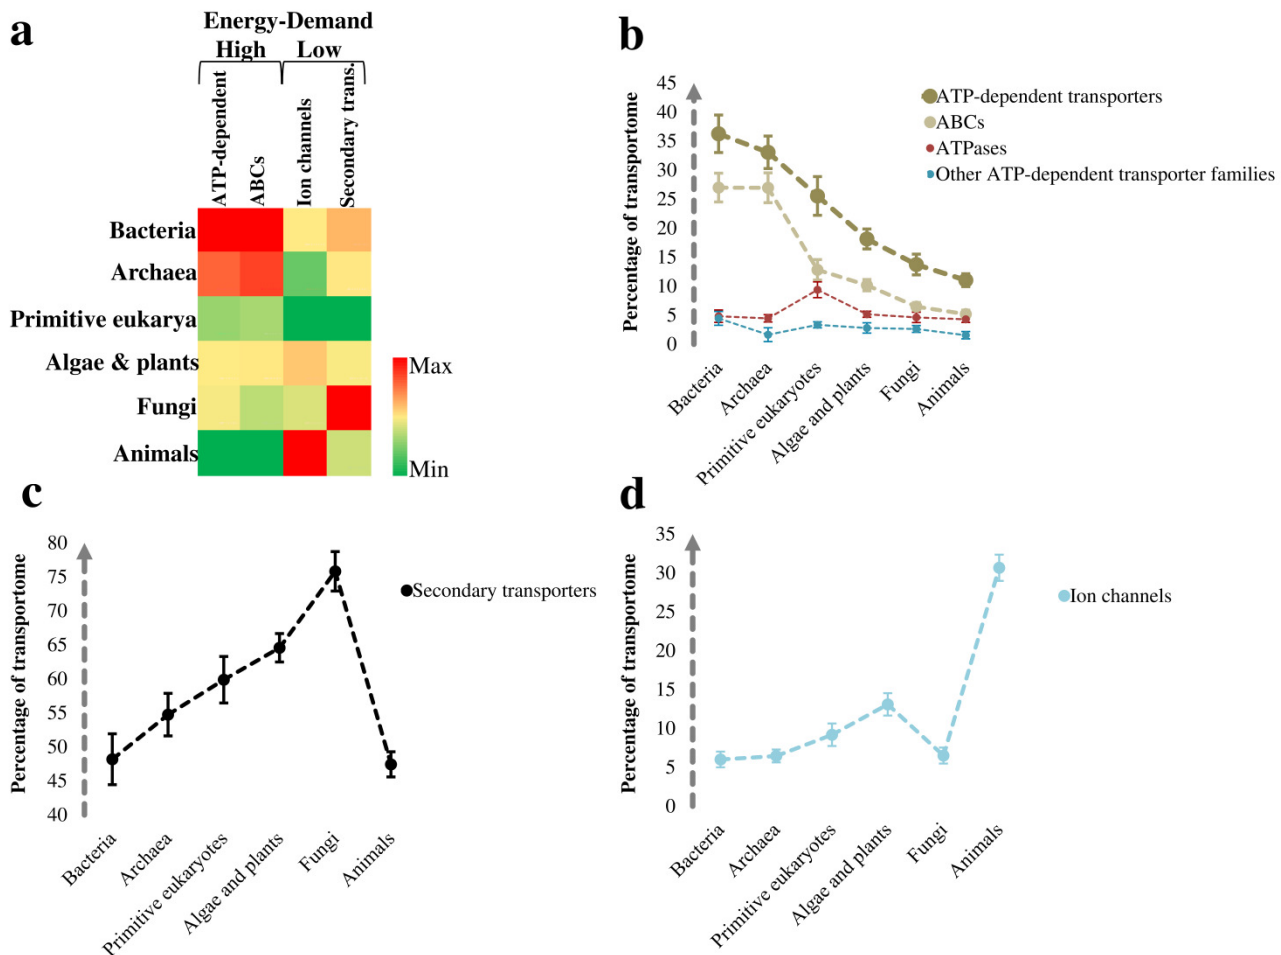 a
Energy-Demand
High Low
ATP-dependent
ABCs
Ion channels
Secondary trans.
Bacteria
Archaea
Primitive eukarya
Algae & plants
Fungi
Animals
Max
Min
b
Percentage of transportome
45
40
35
30
25
20
15
10
5
0
ATP-dependent transporters
ABCs
ATPases
Other ATP-dependent transporter families
Bacteria
Archaea
Primitive eukaryotes
Algae and plants
Fungi
Animals
c
Percentage of transportome
80
75
70
65
60
55
50
45
40
Secondary transporters
Bacteria
Archaea
Primitive eukaryotes
Algae and plants
Fungi
Animals
d
Percentage of transportome
35
30
25
20
15
10
5
0
Ion channels
Bacteria
Archaea
Primitive eukaryotes
Algae and plants
Fungi
Animals